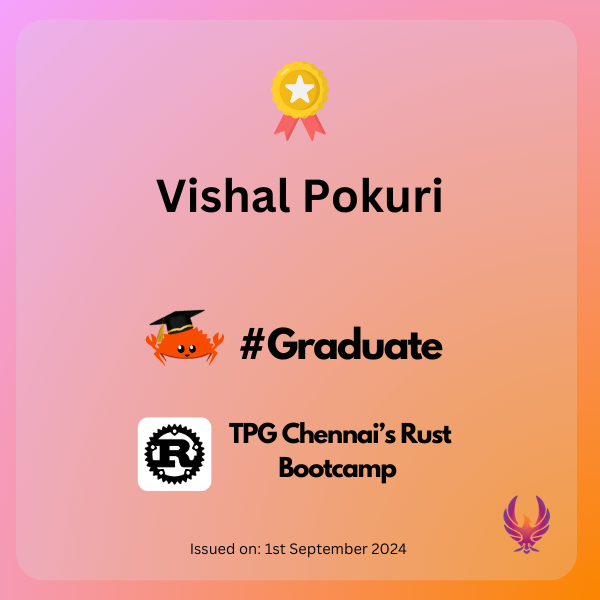 Vishal Pokuri
#Graduate
R
TPG Chennai’s Rust
Bootcamp
Issued on: 1st September 2024